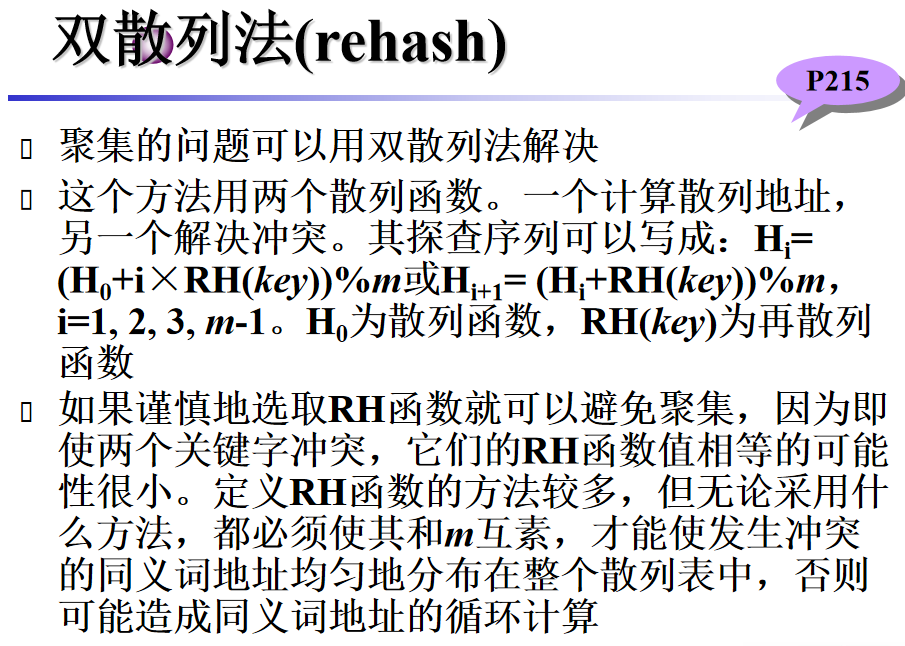 双散列法(rehash)
P215
▯ 聚集的问题可以用双散列法解决
▯ 这个方法用两个散列函数。一个计算散列地址，
另一个解决冲突。其探查序列可以写成：Hi=
(H0+i×RH(key))%m或Hi+1= (Hi+RH(key))%m，
i=1, 2, 3, m-1。H0为散列函数，RH(key)为再散列
函数
▯ 如果谨慎地选取RH函数就可以避免聚集，因为即
使两个关键字冲突，它们的RH函数值相等的可能
性很小。定义RH函数的方法较多，但无论采用什
么方法，都必须使其和m互素，才能使发生冲突
的同义词地址均匀地分布在整个散列表中，否则
可能造成同义词地址的循环计算